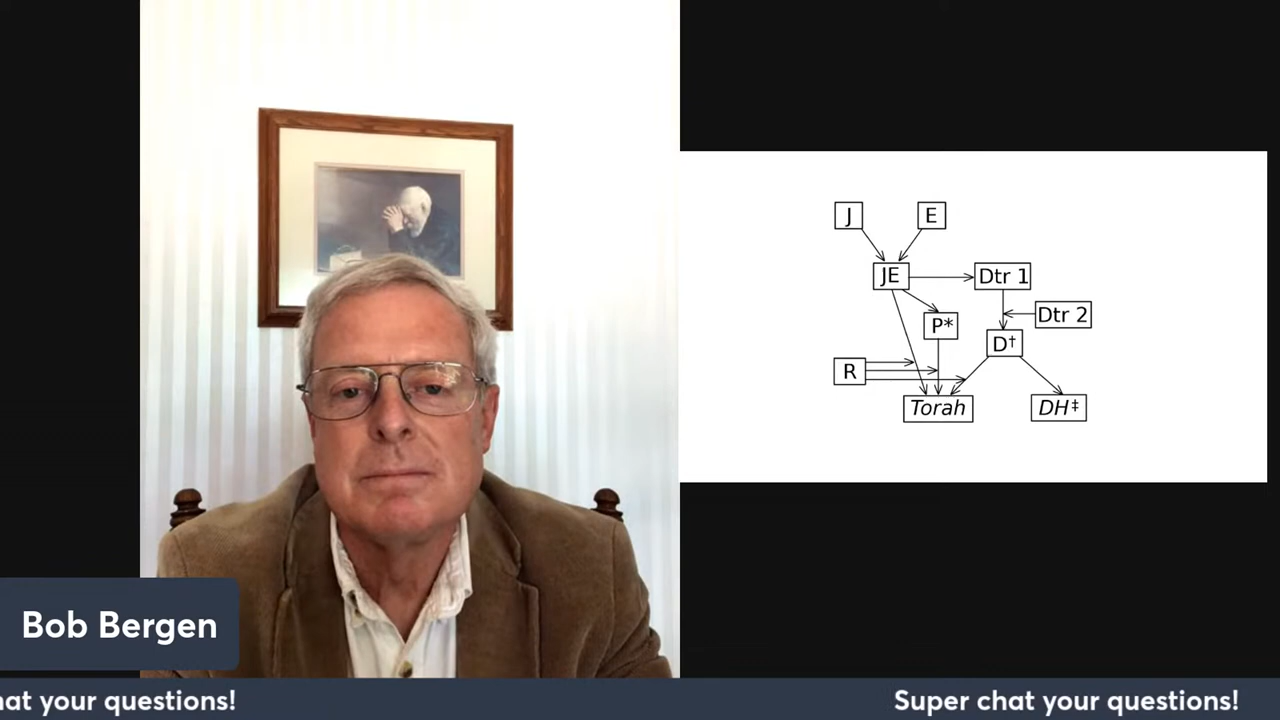 J E
JE Dtr 1
P* Dtr 2
D†
R
Torah DH‡
Bob Bergen
hat your questions!
Super chat your questions!